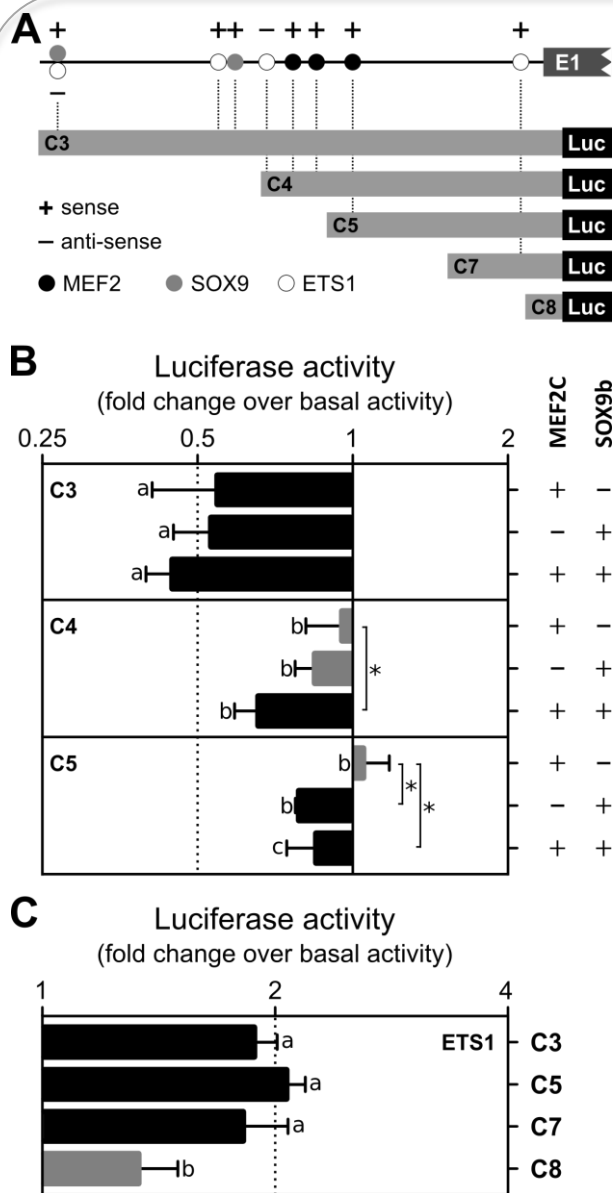 A
+ ++ − + + + +
E1
−
C3 Luc
C4 Luc
+ sense
C5 Luc
− anti-sense
C7 Luc
MEF2 SOX9 ETS1
C8 Luc
B
Luciferase activity
(fold change over basal activity)
MEF2C SOX9b
0.25 0.5 1 2
C3 a + −
a − +
a + +
C4 b + −
b * − +
b + +
C5 b + −
b * * − +
c + +
C
Luciferase activity
(fold change over basal activity)
1 2 4
a ETS1 C3
a C5
a C7
b C8